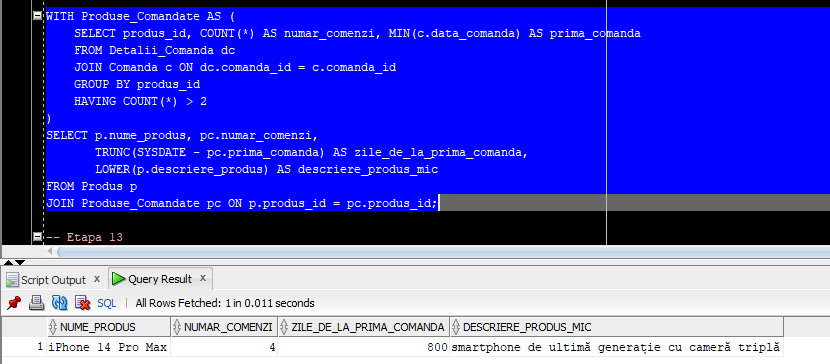 WITH Produse_Comandate AS (
SELECT produs_id, COUNT(*) AS numar_comenzi, MIN(c.data_comanda) AS prima_comanda
FROM Detalii_Comanda dc
JOIN Comanda c ON dc.comanda_id = c.comanda_id
GROUP BY produs_id
HAVING COUNT(*) > 2
)
SELECT p.nume_produs, pc.numar_comenzi,
TRUNC(SYSDATE - pc.prima_comanda) AS zile_de_la_prima_comanda,
LOWER(p.descriere_produs) AS descriere_produs_mic
FROM Produs p
JOIN Produse_Comandate pc ON p.produs_id = pc.produs_id;
-- Etapa 13
Script Output x Query Result x
SQL | All Rows Fetched: 1 in 0.011 seconds
NUME_PRODUS NUMAR_COMENZI ZILE_DE_LA_PRIMA_COMANDA DESCRIERE_PRODUS_MIC
1 iPhone 14 Pro Max 4 800 smartphone de ultimă generație cu cameră triplă